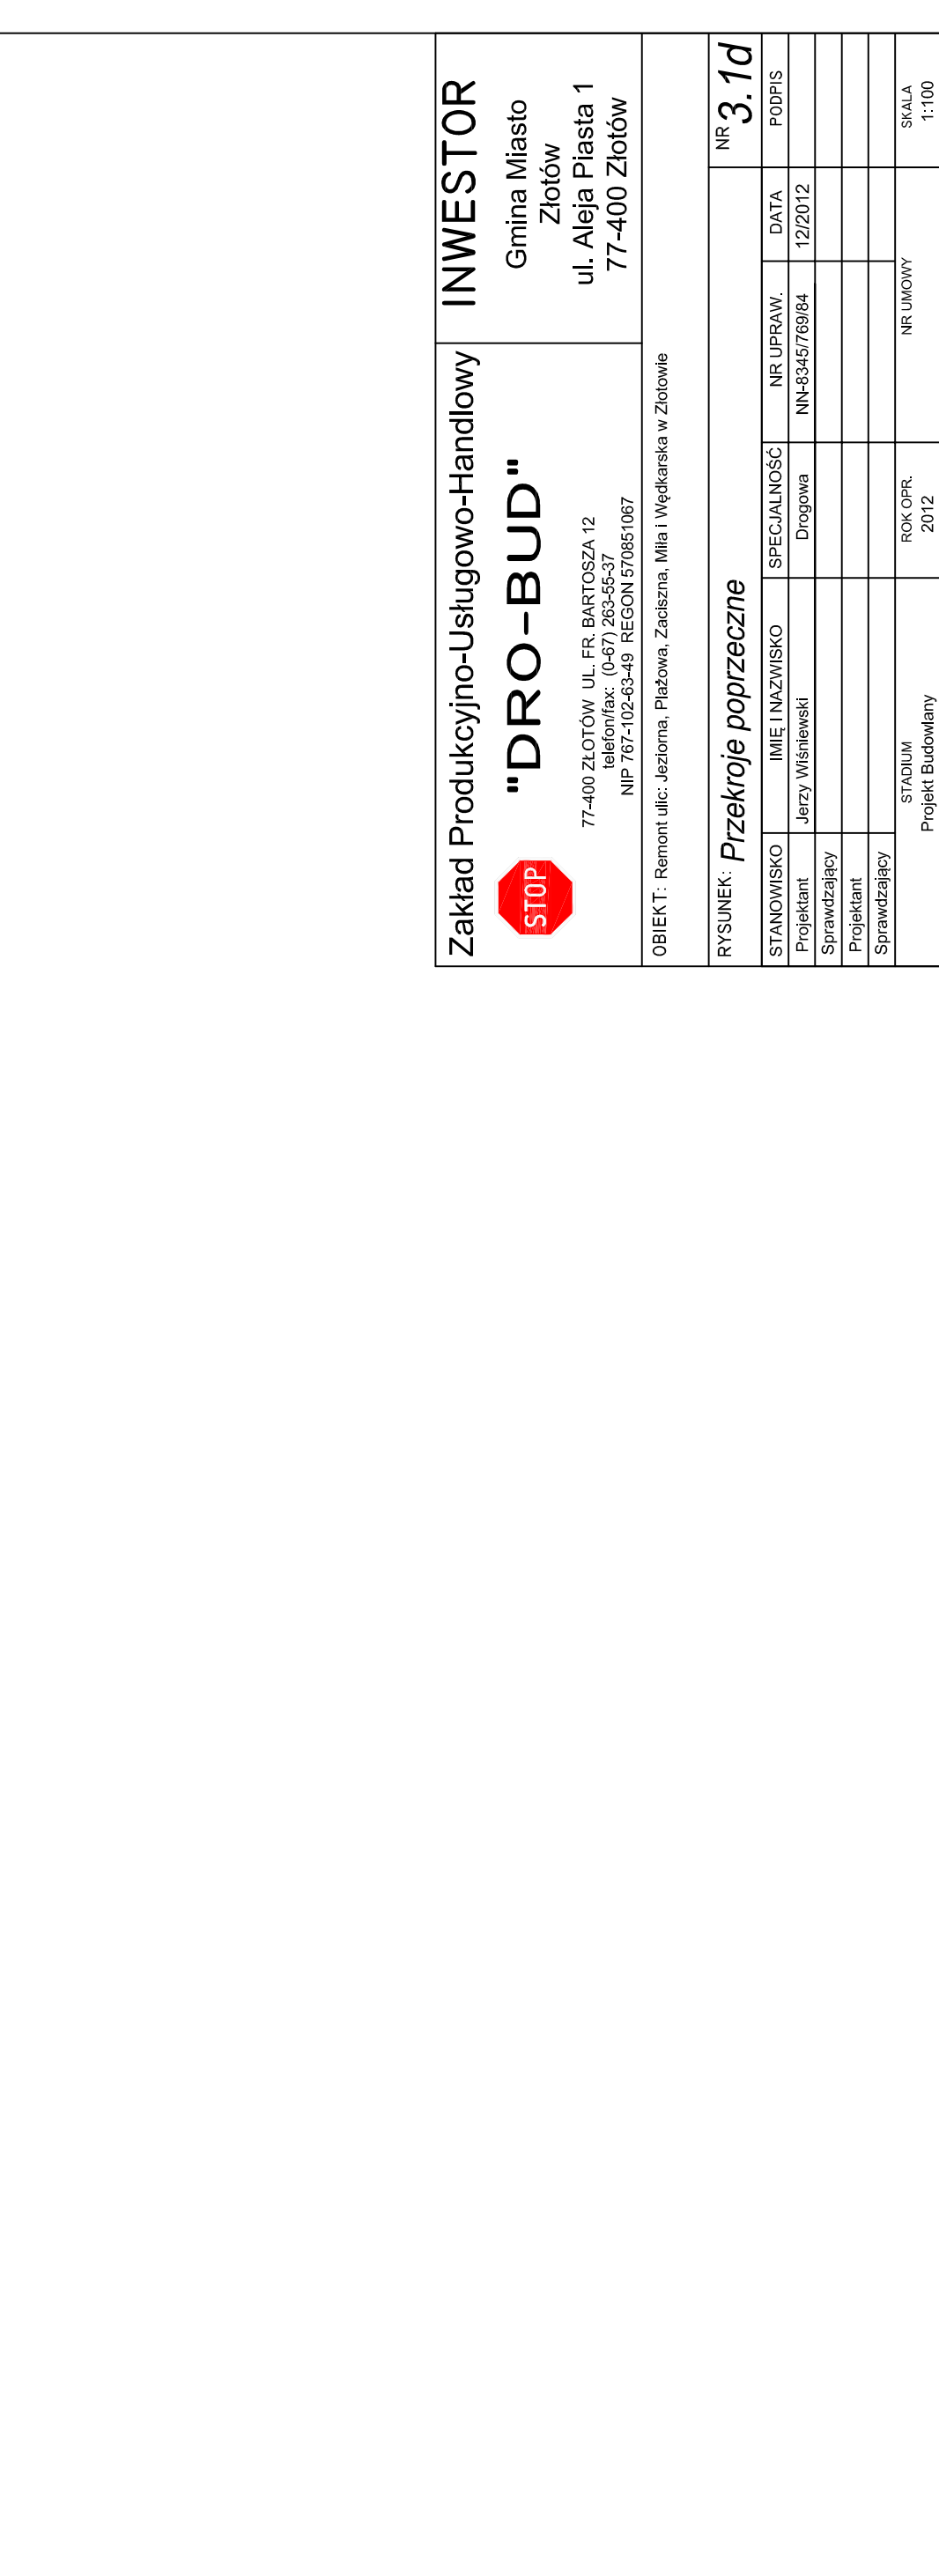 Zakład Produkcyjno-Usługowo-Handlowy
STOP
"DRO-BUD"
77-400 ZŁOTÓW UL. FR. BARTOSZA 12
telefon/fax: (0-67) 263-55-37
NIP 767-102-63-49 REGON 570851067
INWESTOR
Gmina Miasto
Złotów
ul. Aleja Piasta 1
77-400 Złotów
OBIEKT: Remont ulic: Jeziorna, Plażowa, Zaciszna, Miła i Wędkarska w Złotowie
RYSUNEK: Przekroje poprzeczne
NR 3.1d
STANOWISKO IMIĘ I NAZWISKO SPECJALNOŚĆ NR UPRAW. DATA PODPIS
Projektant Jerzy Wiśniewski Drogowa NN-8345/769/84 12/2012
Sprawdzający
Projektant
Sprawdzający
STADIUM ROK OPR. NR UMOWY SKALA
Projekt Budowlany 2012 1:100